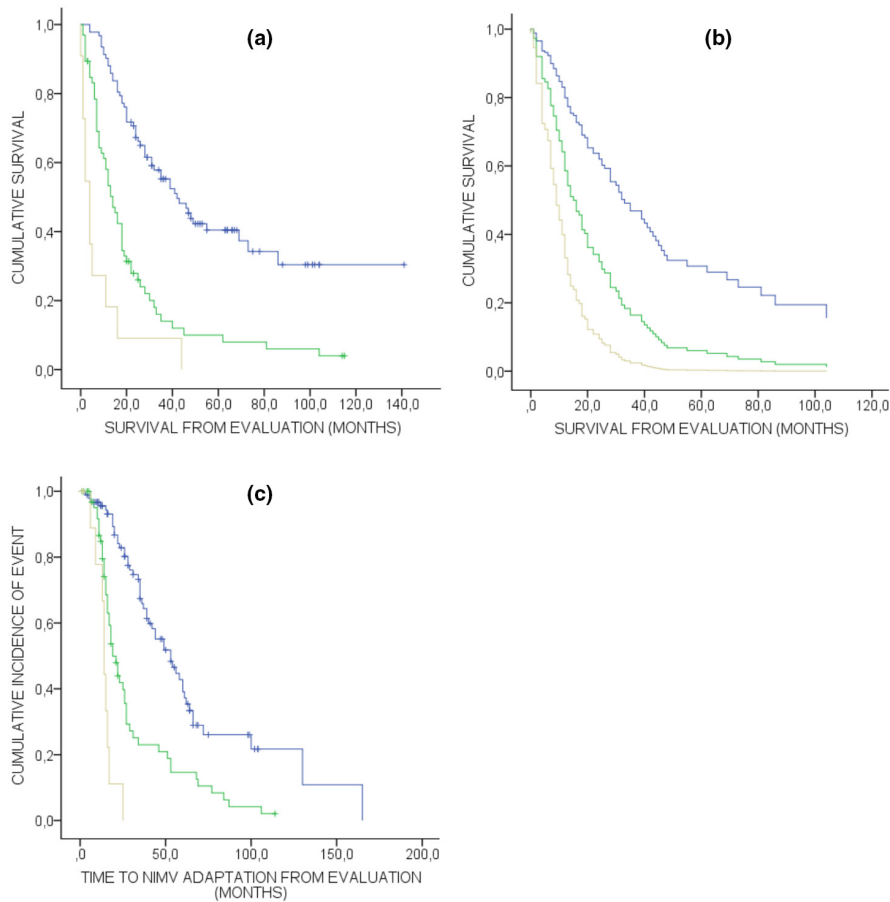 (a)
CUMULATIVE SURVIVAL
1,0
0,8
0,6
0,4
0,2
0,0
,0 20,0 40,0 60,0 80,0 100,0 120,0 140,0
SURVIVAL FROM EVALUATION (MONTHS)
(b)
CUMULATIVE SURVIVAL
1,0
0,8
0,6
0,4
0,2
0,0
,0 20,0 40,0 60,0 80,0 100,0 120,0
SURVIVAL FROM EVALUATION (MONTHS)
(c)
CUMULATIVE INCIDENCE OF EVENT
1,0
0,8
0,6
0,4
0,2
0,0
,0 50,0 100,0 150,0 200,0
TIME TO NIMV ADAPTATION FROM EVALUATION
(MONTHS)